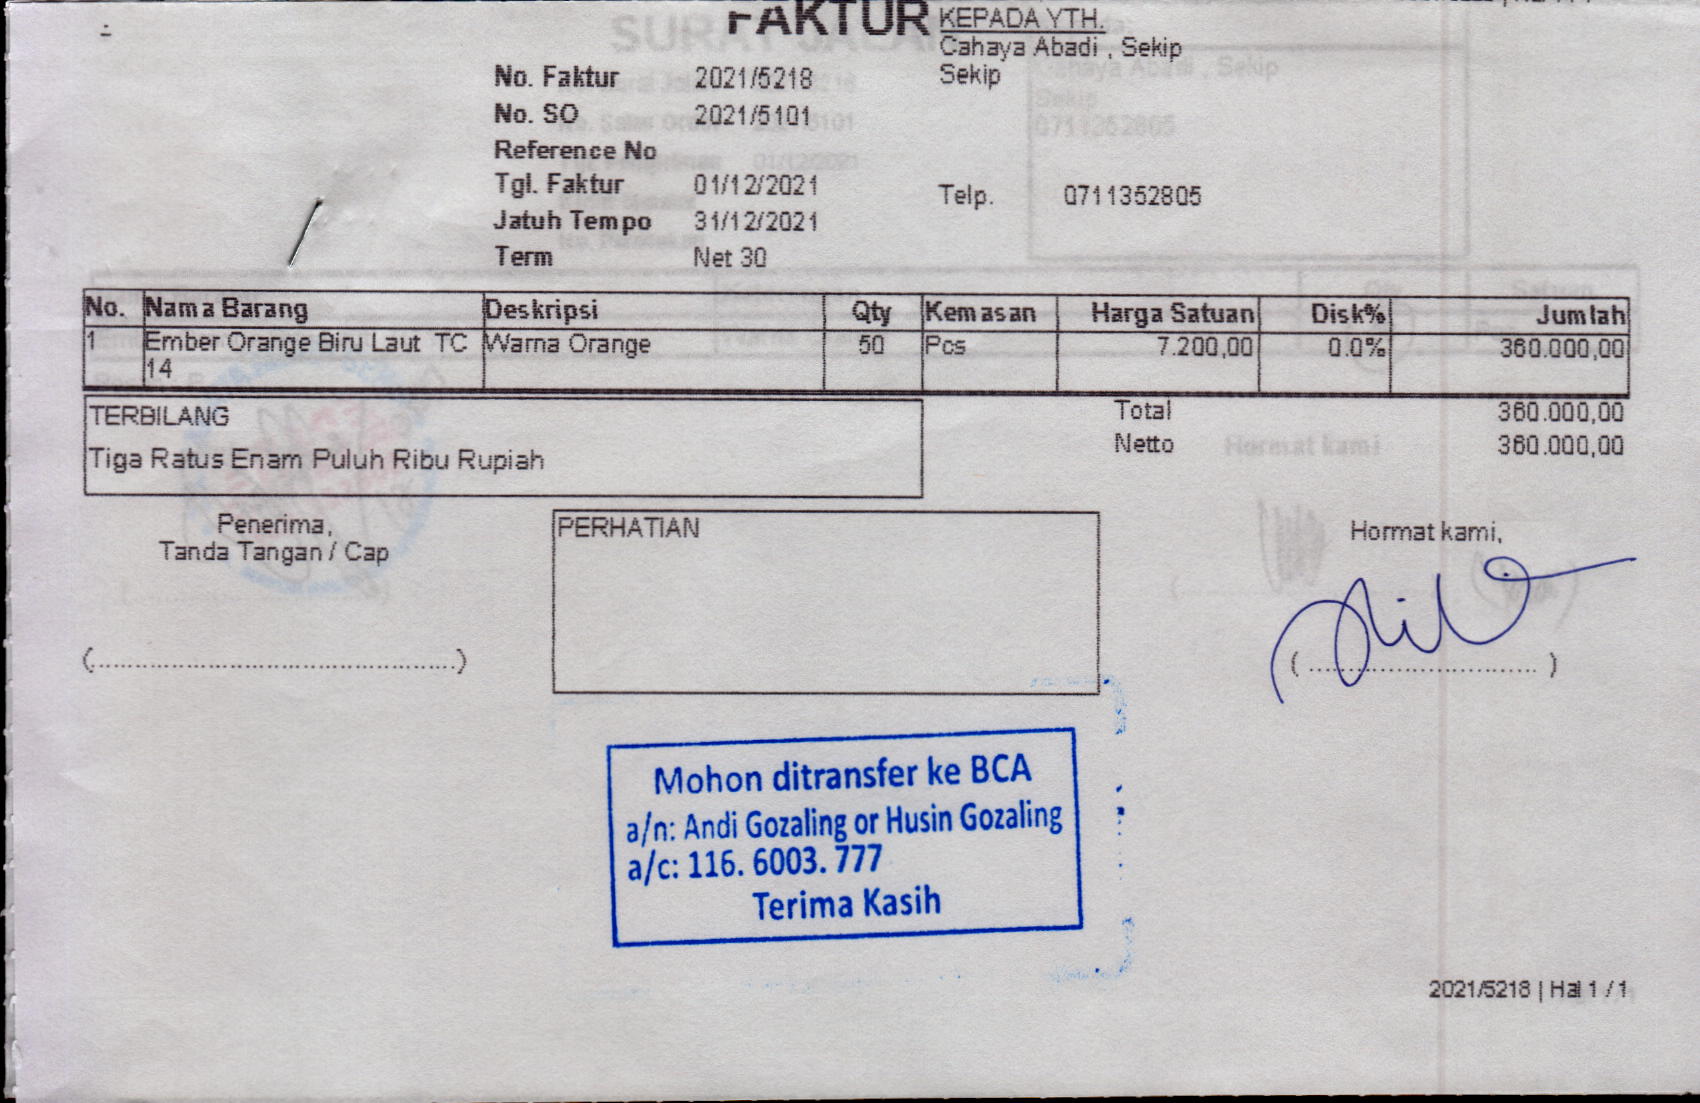 FAKTUR
KEPADA YTH.
Cahaya Abadi , Sekip
Sekip
No. Faktur 2021/5218
No. SO 2021/5101
Reference No
Tgl. Faktur 01/12/2021
Telp. 0711352805
Jatuh Tempo 31/12/2021
Term Net 30
No. Nama Barang Deskripsi Qty Kemasan Harga Satuan Disk% Jumlah
1 Ember Orange Biru Laut TC Warna Orange 50 Pcs 7.200,00 0.0% 360.000,00
14
TERBILANG
Tiga Ratus Enam Puluh Ribu Rupiah
Total 360.000,00
Netto 360.000,00
Penerima,
Tanda Tangan / Cap
(...........................................)
PERHATIAN
Hormat kami,
( ........................... )
Mohon ditransfer ke BCA
a/n: Andi Gozaling or Husin Gozaling
a/c: 116. 6003. 777
Terima Kasih
2021/5218 | Hal 1 / 1